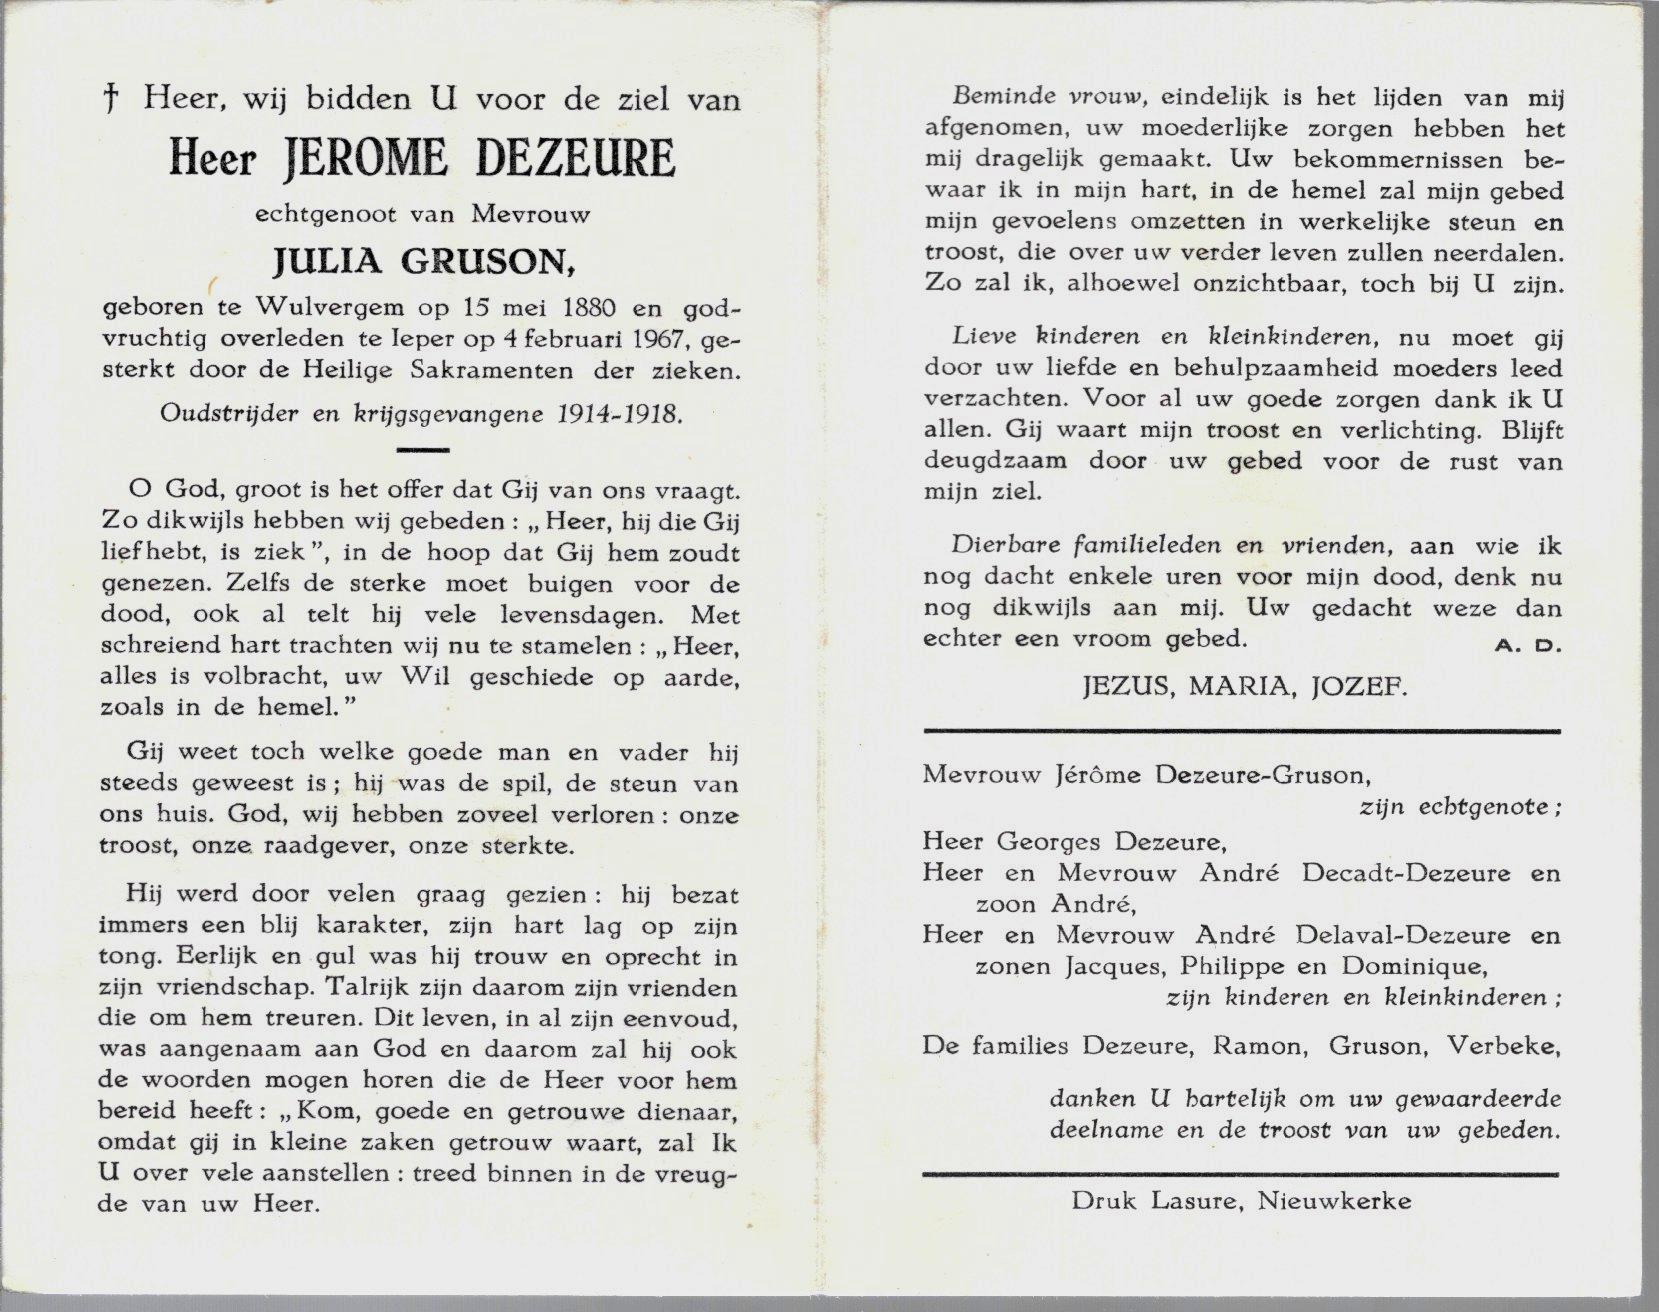 † Heer, wij bidden U voor de ziel van
Heer JEROME DEZEURE
echtgenoot van Mevrouw
JULIA GRUSON,
geboren te Wulvergem op 15 mei 1880 en god-
vruchtig overleden te Ieper op 4 februari 1967, ge-
sterkt door de Heilige Sakramenten der zieken.
Oudstrijder en krijgsgevangene 1914-1918.
O God, groot is het offer dat Gij van ons vraagt.
Zo dikwijls hebben wij gebeden : „ Heer, hij die Gij
liefhebt, is ziek ”, in de hoop dat Gij hem zoudt
genezen. Zelfs de sterke moet buigen voor de
dood, ook al telt hij vele levensdagen. Met
schreiend hart trachten wij nu te stamelen : „ Heer,
alles is volbracht, uw Wil geschiede op aarde,
zoals in de hemel. ”
Gij weet toch welke goede man en vader hij
steeds geweest is ; hij was de spil, de steun van
ons huis. God, wij hebben zoveel verloren : onze
troost, onze raadgever, onze sterkte.
Hij werd door velen graag gezien : hij bezat
immers een blij karakter, zijn hart lag op zijn
tong. Eerlijk en gul was hij trouw en oprecht in
zijn vriendschap. Talrijk zijn daarom zijn vrienden
die om hem treuren. Dit leven, in al zijn eenvoud,
was aangenaam aan God en daarom zal hij ook
de woorden mogen horen die de Heer voor hem
bereid heeft : „ Kom, goede en getrouwe dienaar,
omdat gij in kleine zaken getrouw waart, zal Ik
U over vele aanstellen : treed binnen in de vreug-
de van uw Heer.
Beminde vrouw, eindelijk is het lijden van mij
afgenomen, uw moederlijke zorgen hebben het
mij dragelijk gemaakt. Uw bekommernissen be-
waar ik in mijn hart, in de hemel zal mijn gebed
mijn gevoelens omzetten in werkelijke steun en
troost, die over uw verder leven zullen neerdalen.
Zo zal ik, alhoewel onzichtbaar, toch bij U zijn.
Lieve kinderen en kleinkinderen, nu moet gij
door uw liefde en behulpzaamheid moeders leed
verzachten. Voor al uw goede zorgen dank ik U
allen. Gij waart mijn troost en verlichting. Blijft
deugdzaam door uw gebed voor de rust van
mijn ziel.
Dierbare familieleden en vrienden, aan wie ik
nog dacht enkele uren voor mijn dood, denk nu
nog dikwijls aan mij. Uw gedacht weze dan
echter een vroom gebed. A. D.
JEZUS, MARIA, JOZEF.
Mevrouw Jérôme Dezeure-Gruson,
zijn echtgenote ;
Heer Georges Dezeure,
Heer en Mevrouw André Decadt-Dezeure en
zoon André,
Heer en Mevrouw André Delaval-Dezeure en
zonen Jacques, Philippe en Dominique,
zijn kinderen en kleinkinderen ;
De families Dezeure, Ramon, Gruson, Verbeke,
danken U hartelijk om uw gewaardeerde
deelname en de troost van uw gebeden.
Druk Lasure, Nieuwkerke